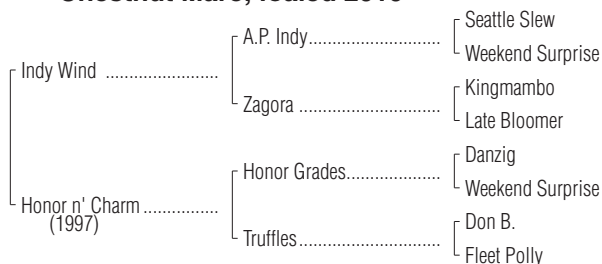 Seattle Slew
A.P. Indy
Weekend Surprise
Indy Wind
Kingmambo
Zagora
Late Bloomer
Danzig
Honor Grades
Weekend Surprise
Honor n' Charm
(1997)
Don B.
Truffles
Fleet Polly